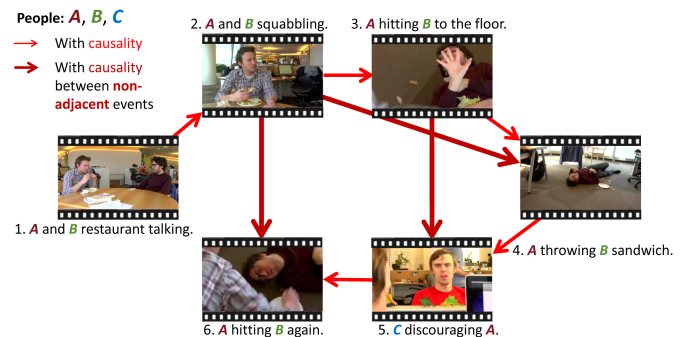 People: A, B, C
With causality
With causality
between non-
adjacent events
2. A and B squabbling.
3. A hitting B to the floor.
1. A and B restaurant talking.
4. A throwing B sandwich.
6. A hitting B again.
5. C discouraging A.